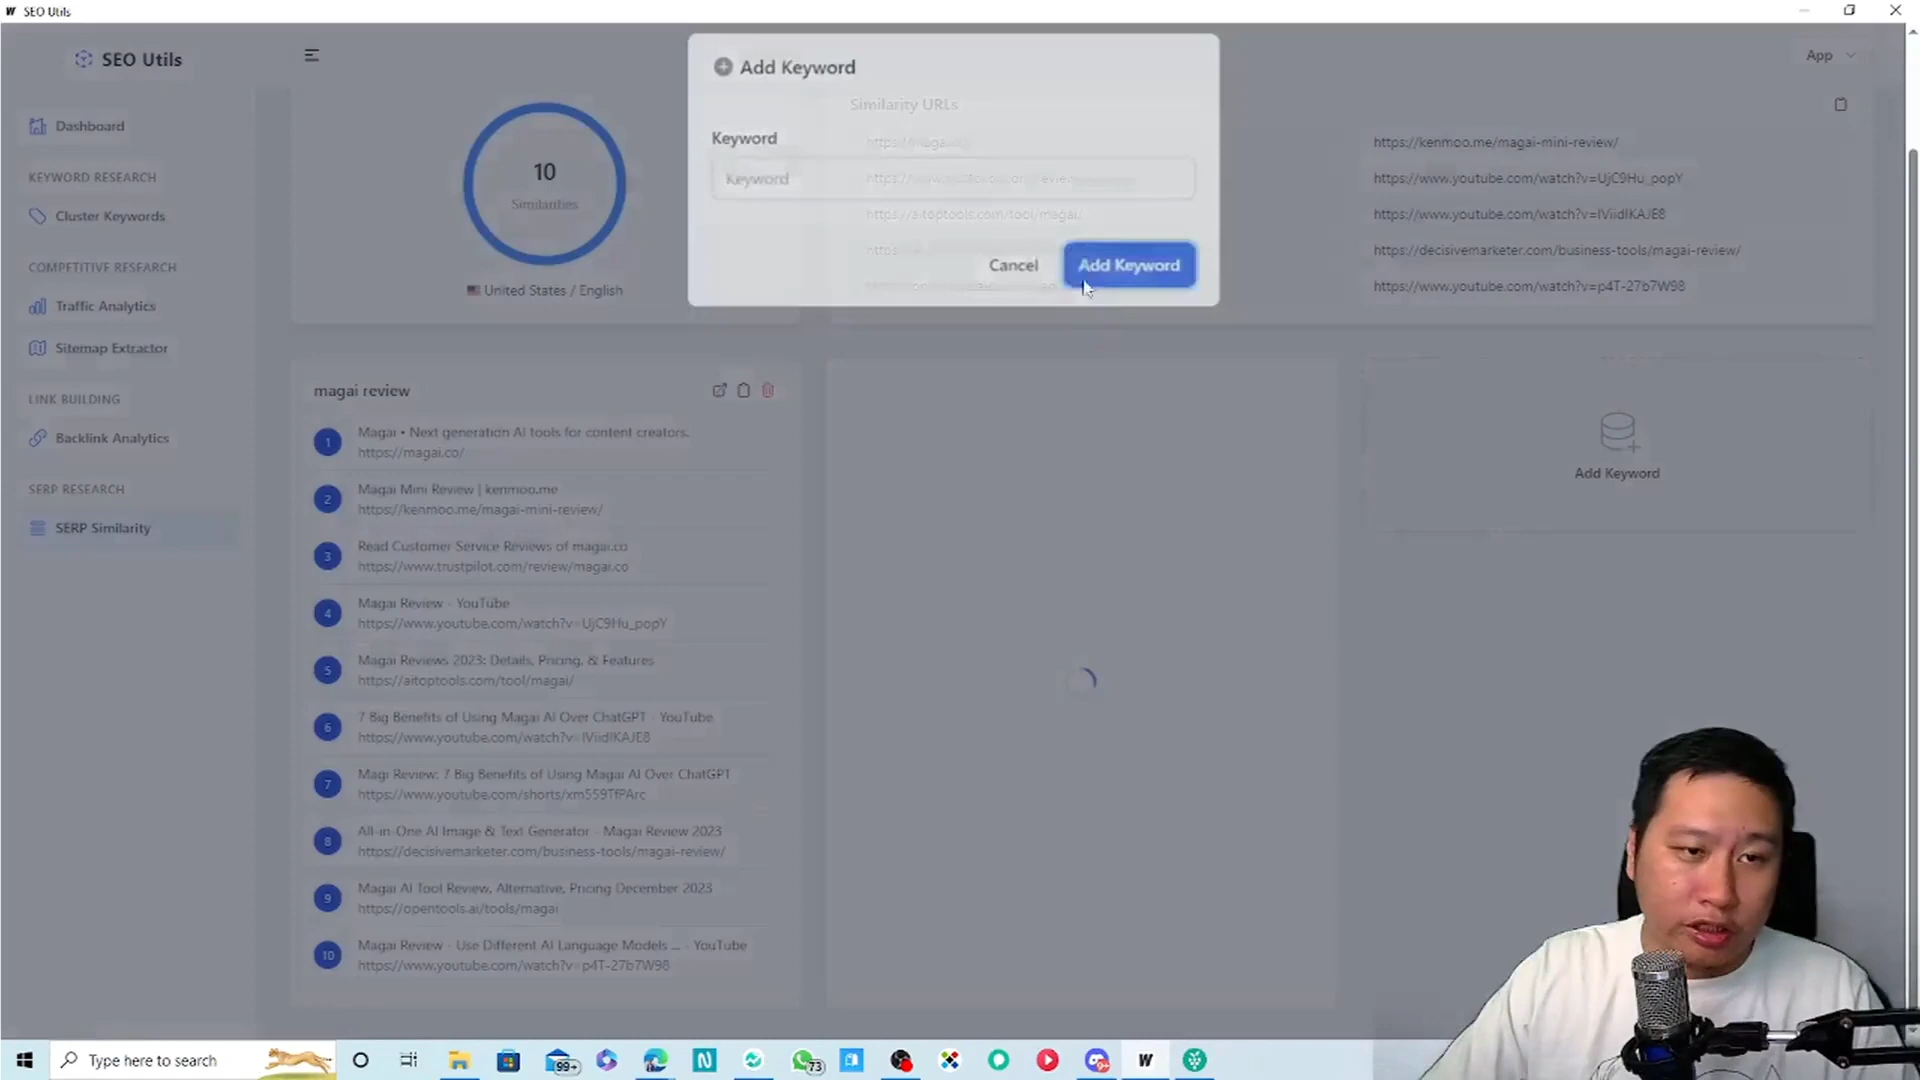 SEO Utils
SEO Utils
App
Add Keyword
Similarity URLs
Keyword
Keyword
https://magai.co/
https://aitoptools.com/tool/magai/
Cancel
Add Keyword
https://kenmoo.me/magai-mini-review/
https://www.youtube.com/watch?v=UjC9Hu_popY
https://www.youtube.com/watch?v=lViidIKAJE8
https://decisivemarketer.com/business-tools/magai-review/
https://www.youtube.com/watch?v=p4T-27b7W98
Dashboard
KEYWORD RESEARCH
Cluster Keywords
COMPETITIVE RESEARCH
Traffic Analytics
Sitemap Extractor
LINK BUILDING
Backlink Analytics
SERP RESEARCH
SERP Similarity
10
Similarities
United States / English
magai review
1
Magai • Next generation AI tools for content creators.
https://magai.co/
2
Magai Mini Review | kenmoo.me
https://kenmoo.me/magai-mini-review/
3
Read Customer Service Reviews of magai.co
https://www.trustpilot.com/review/magai.co
4
Magai Review - YouTube
https://www.youtube.com/watch?v=UjC9Hu_popY
5
Magai Reviews 2023: Details, Pricing, & Features
https://aitoptools.com/tool/magai/
6
7 Big Benefits of Using Magai AI Over ChatGPT - YouTube
https://www.youtube.com/watch?v=lViidIKAJE8
7
Magi Review: 7 Big Benefits of Using Magai AI Over ChatGPT
https://www.youtube.com/shorts/xm559TfPArc
8
All-in-One AI Image & Text Generator - Magai Review 2023
https://decisivemarketer.com/business-tools/magai-review/
9
Magai AI Tool Review, Alternative, Pricing December 2023
https://opentools.ai/tools/magai
10
Magai Review - Use Different AI Language Models ... - YouTube
https://www.youtube.com/watch?v=p4T-27b7W98
Add Keyword
Type here to search
99+
73